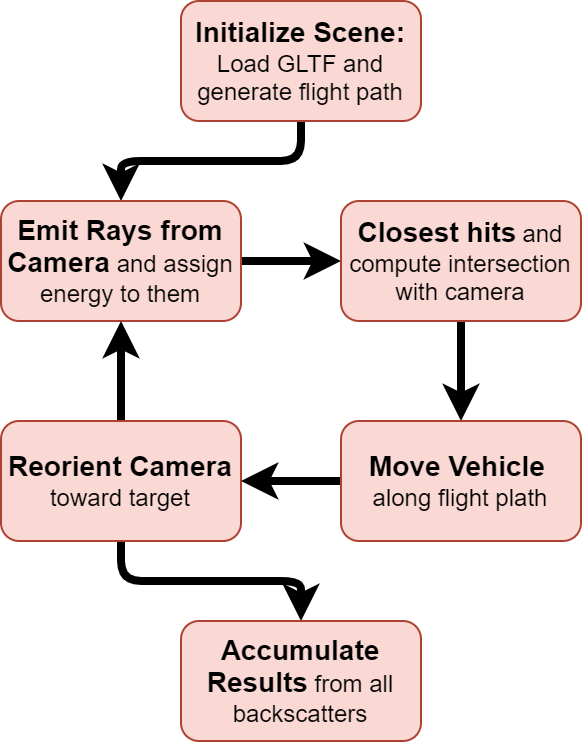 Initialize Scene:
Load GLTF and
generate flight path
Emit Rays from
Camera and assign
energy to them
Closest hits and
compute intersection
with camera
Reorient Camera
toward target
Move Vehicle
along flight plath
Accumulate
Results from all
backscatters